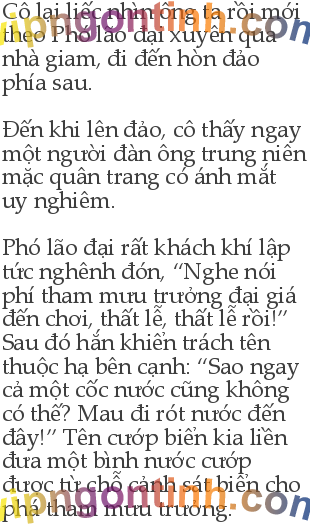 Cô lại liếc nhìn ông ta rồi mới
theo Phó lão đại xuyên qua
nhà giam, đi đến hòn đảo
phía sau.
Đến khi lên đảo, cô thấy ngay
một người đàn ông trung niên
mặc quân trang có ánh mắt
uy nghiêm.
Phó lão đại rất khách khí lập
tức nghênh đón, “Nghe nói
phí tham mưu trưởng đại giá
đến chơi, thất lễ, thất lễ rồi!”
Sau đó hắn khiển trách tên
thuộc hạ bên cạnh: “Sao ngay
cả một cốc nước cũng không
có thế? Mau đi rót nước đến
đây!” Tên cướp biển kia liền
đưa một bình nước cướp
được từ chỗ cảnh sát biển cho
phá tham mưu trưởng.
vipngontinh.com
vipngontinh.com